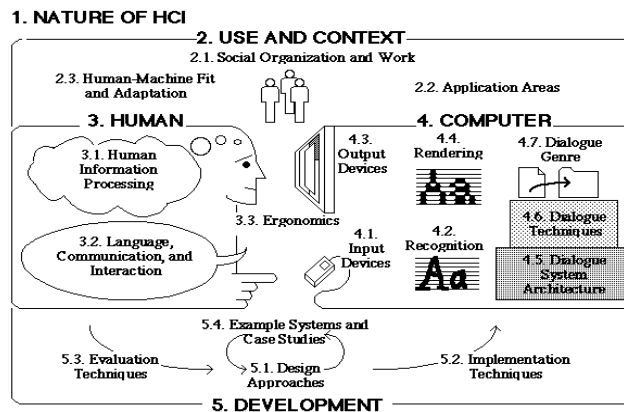 1. NATURE OF HCI
2. USE AND CONTEXT
2.1. Social Organization and Work
2.3. Human-Machine Fit
and Adaptation
2.2. Application Areas
3. HUMAN
4. COMPUTER
3.1. Human
Information
Processing
4.3.
Output
Devices
4.4.
Rendering
Aa
4.7. Dialogue
Genre
3.3. Ergonomics
4.6. Dialogue
Techniques
3.2. Language,
Communication, and
Interaction
4.1.
Input
Devices
4.2.
Recognition
Aa
4.5. Dialogue
System
Architecture
5.4. Example Systems and
Case Studies
5.3. Evaluation
Techniques
5.1. Design
Approaches
5.2. Implementation
Techniques
5. DEVELOPMENT